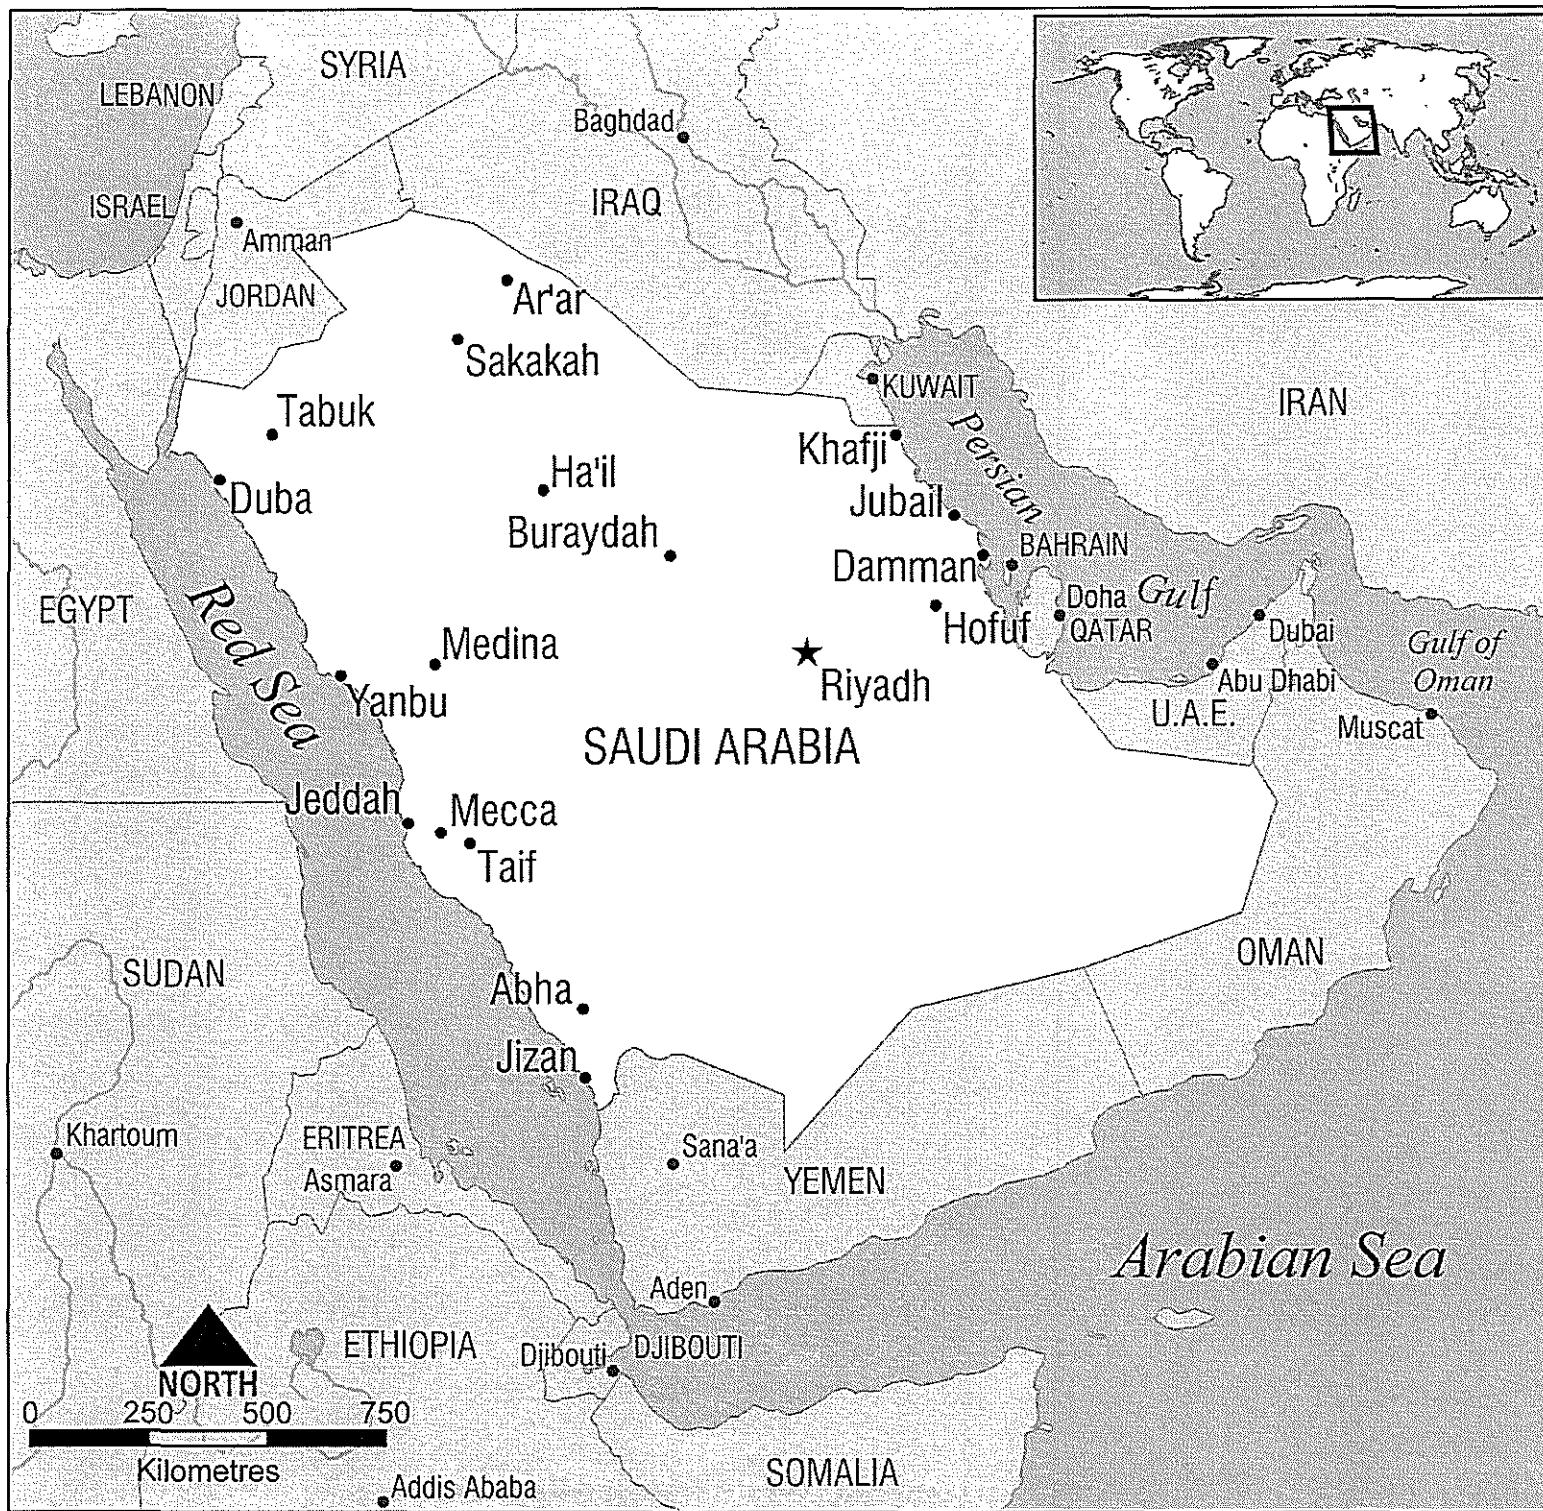 SYRIA
LEBANON
Baghdad
ISRAEL
IRAQ
Amman
JORDAN
Ar'ar
Sakakah
KUWAIT
IRAN
Tabuk
Khafji
Persian
Gulf
Ha'il
Duba
Jubail
Buraydah
BAHRAIN
Damman
EGYPT
Doha
QATAR
Hofuf
Dubai
Red Sea
Medina
Gulf of
Oman
Riyadh
Abu Dhabi
Yanbu
U.A.E.
Muscat
SAUDI ARABIA
Jeddah
Mecca
Taif
OMAN
SUDAN
Abha
Jizan
Khartoum
ERITREA
Asmara
Sana'a
YEMEN
Arabian Sea
Aden
ETHIOPIA
Djibouti
DJIBOUTI
NORTH
0 250 500 750
Kilometres
SOMALIA
Addis Ababa